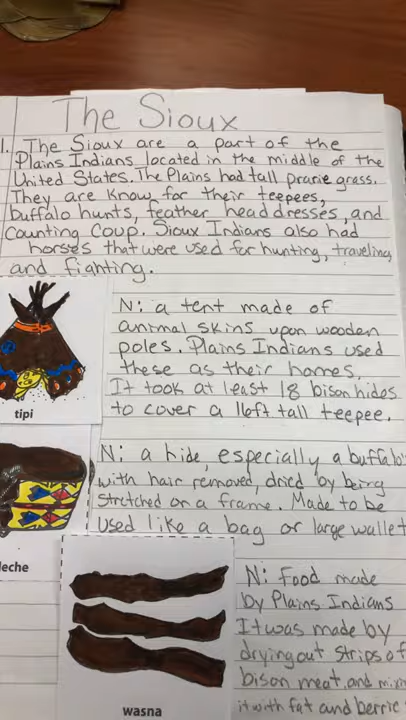 The Sioux
1. The Sioux are a part of the
Plains Indians located in the middle of the
United States. The Plains had tall prarie grass.
They are know for their teepees,
buffalo hunts, feather headdresses, and
Counting Coup. Sioux Indians also had
horses that were used for hunting, traveling
and fianting.
N: a tent made of
animal skins upon wooden
poles. Plains Indians used
these as their homes.
It took at least 18 bison hides
to cover a left tall teepee.
tipi
N: a hide, especially a buffalo
with hair removed, dried by being
stretched on a frame. Made to be
used like a bag or large wallet
leche
N: Food made
by Plains Indians
It was made by
drying out strips of
bison meat and mixin
it with fat and berrie
wasna